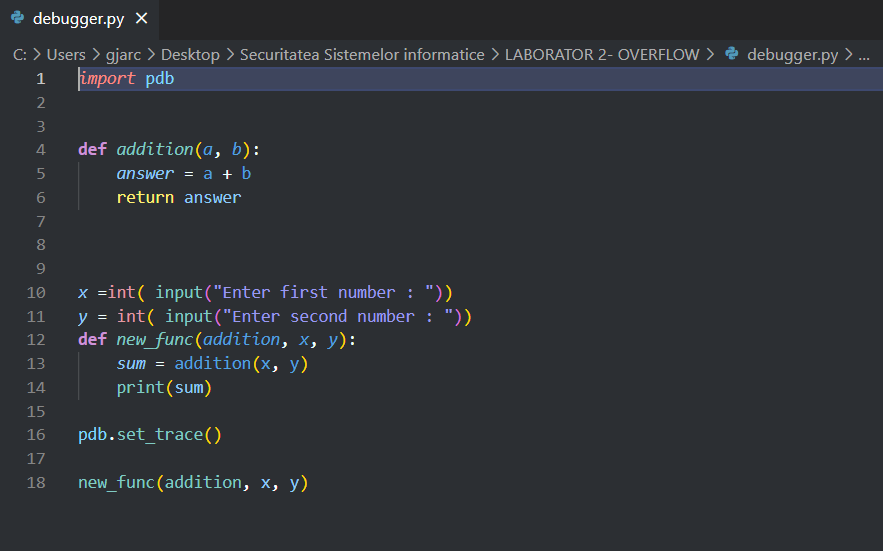 debugger.py ×
C: > Users > gjarc > Desktop > Securitatea Sistemelor informatice > LABORATOR 2- OVERFLOW > debugger.py > ...
1 import pdb
2
3
4 def addition(a, b):
5     answer = a + b
6     return answer
7
8
9
10 x =int( input("Enter first number : "))
11 y = int( input("Enter second number : "))
12 def new_func(addition, x, y):
13     sum = addition(x, y)
14     print(sum)
15
16 pdb.set_trace()
17
18 new_func(addition, x, y)